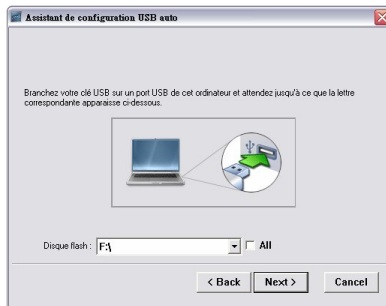 Assistant de configuration USB auto
Branchez votre clé USB sur un port USB de cet ordinateur et attendez jusqu'à ce que la lettre
correspondante apparaisse ci-dessous.
Disque flash : F:\ All
< Back Next > Cancel